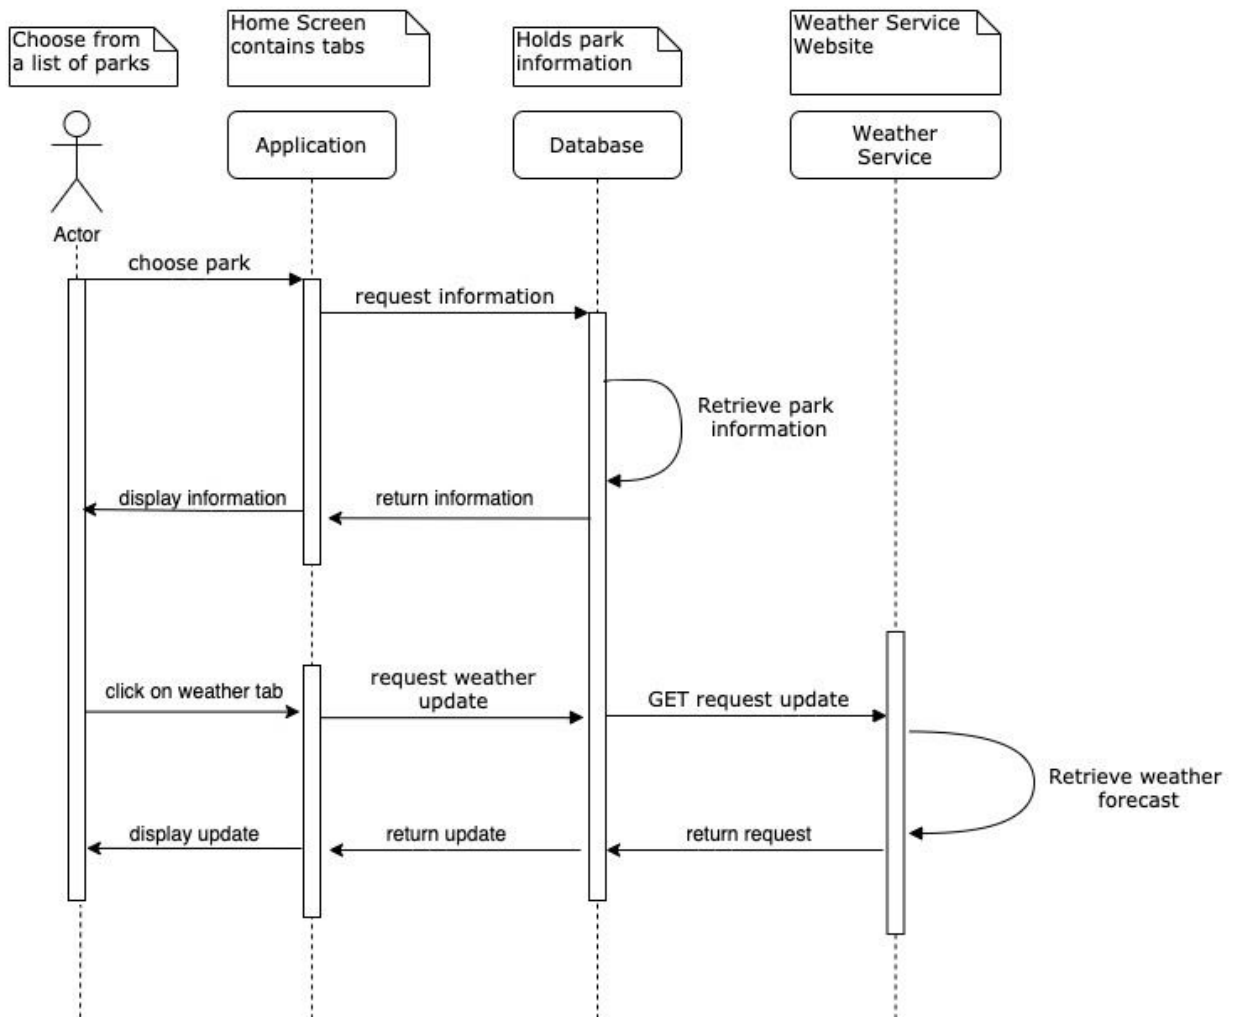 Choose from
a list of parks
Home Screen
contains tabs
Holds park
information
Weather Service
Website
Actor
Application
Database
Weather
Service
choose park
request information
Retrieve park
information
display information
return information
click on weather tab
request weather
update
GET request update
Retrieve weather
forecast
display update
return update
return request